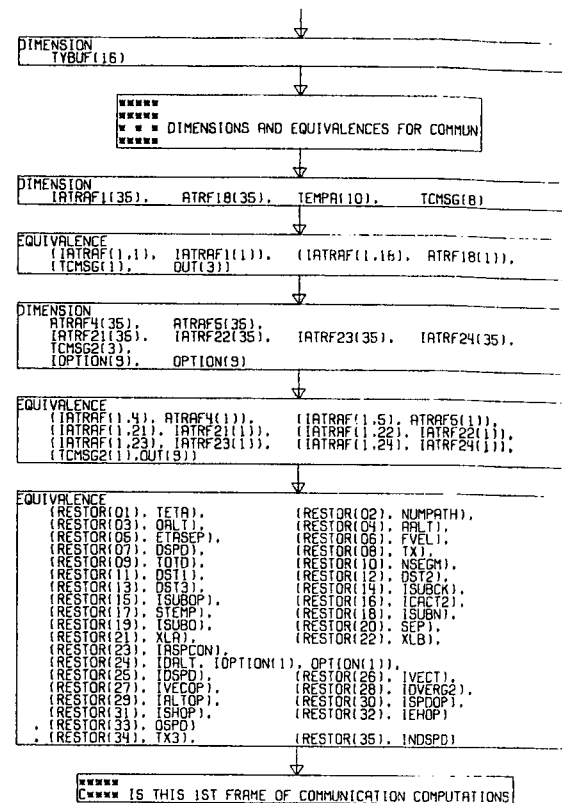 DIMENSION
TYBUF(16)
*****
*****
* * * DIMENSIONS AND EQUIVALENCES FOR COMMUN
*****
DIMENSION
IATRAF1(35), ATRF18(35), TEMPA(10), TCMSG(8)
EQUIVALENCE
(IATRAF(1,1), IATRAF1(1)), (IATRAF(1,18), ATRF18(1)),
(TCMSG(1), OUT(3))
DIMENSION
ATRAF4(35), ATRAF5(35),
IATRF21(35), IATRF22(35), IATRF23(35), IATRF24(35),
TCMSG2(3),
IOPTION(9), OPTION(9)
EQUIVALENCE
(IATRAF(1,4), ATRAF4(1)), (IATRAF(1,5), ATRAF5(1)),
(IATRAF(1,21), IATRF21(1)), (IATRAF(1,22), IATRF22(1)),
(IATRAF(1,23), IATRF23(1)), (IATRAF(1,24), IATRF24(1)),
(TCMSG2(1),OUT(9))
EQUIVALENCE
(RESTOR(01), TETA), (RESTOR(02), NUMPATH),
(RESTOR(03), OALT), (RESTOR(04), AALT),
(RESTOR(05), ETASEP), (RESTOR(06), FVEL),
(RESTOR(07), DSPD), (RESTOR(08), TX),
(RESTOR(09), TOTD), (RESTOR(10), NSEGM),
(RESTOR(11), DST1), (RESTOR(12), DST2),
(RESTOR(13), DST3), (RESTOR(14), ISUBCK),
(RESTOR(15), ISUBOP), (RESTOR(16), ICACT2),
(RESTOR(17), STEMP), (RESTOR(18), ISUBN),
(RESTOR(19), ISUBO), (RESTOR(20), SEP),
(RESTOR(21), XLA), (RESTOR(22), XLB),
(RESTOR(23), IASPCON),
(RESTOR(24), IDALT, IOPTION(1), OPTION(1)),
(RESTOR(25), IDSPD), (RESTOR(26), IVECT),
(RESTOR(27), IVECOP), (RESTOR(28), IDVERG2),
(RESTOR(29), IALTOP), (RESTOR(30), ISPDOP),
(RESTOR(31), ISHOP), (RESTOR(32), IEHOP)
, (RESTOR(33), OSPD)
, (RESTOR(34), TX3), (RESTOR(35), INDSPD)
*****
C**** IS THIS 1ST FRAME OF COMMUNICATION COMPUTATIONS